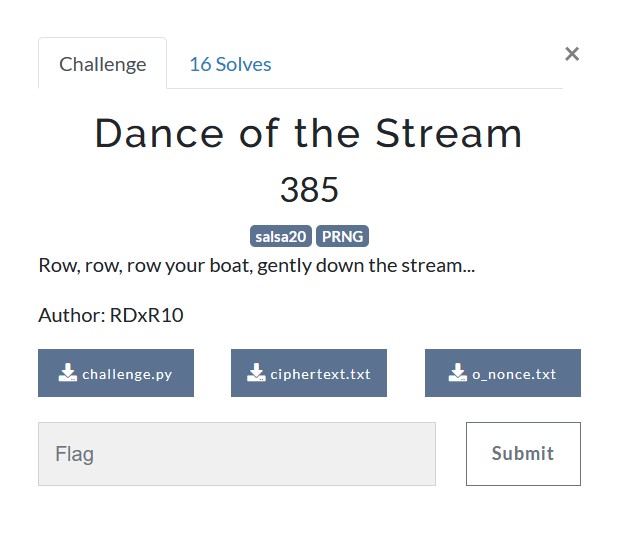 Challenge
16 Solves
×
Dance of the Stream
385
salsa20 PRNG
Row, row, row your boat, gently down the stream...
Author: RDxR10
challenge.py
ciphertext.txt
o_nonce.txt
Flag
Submit